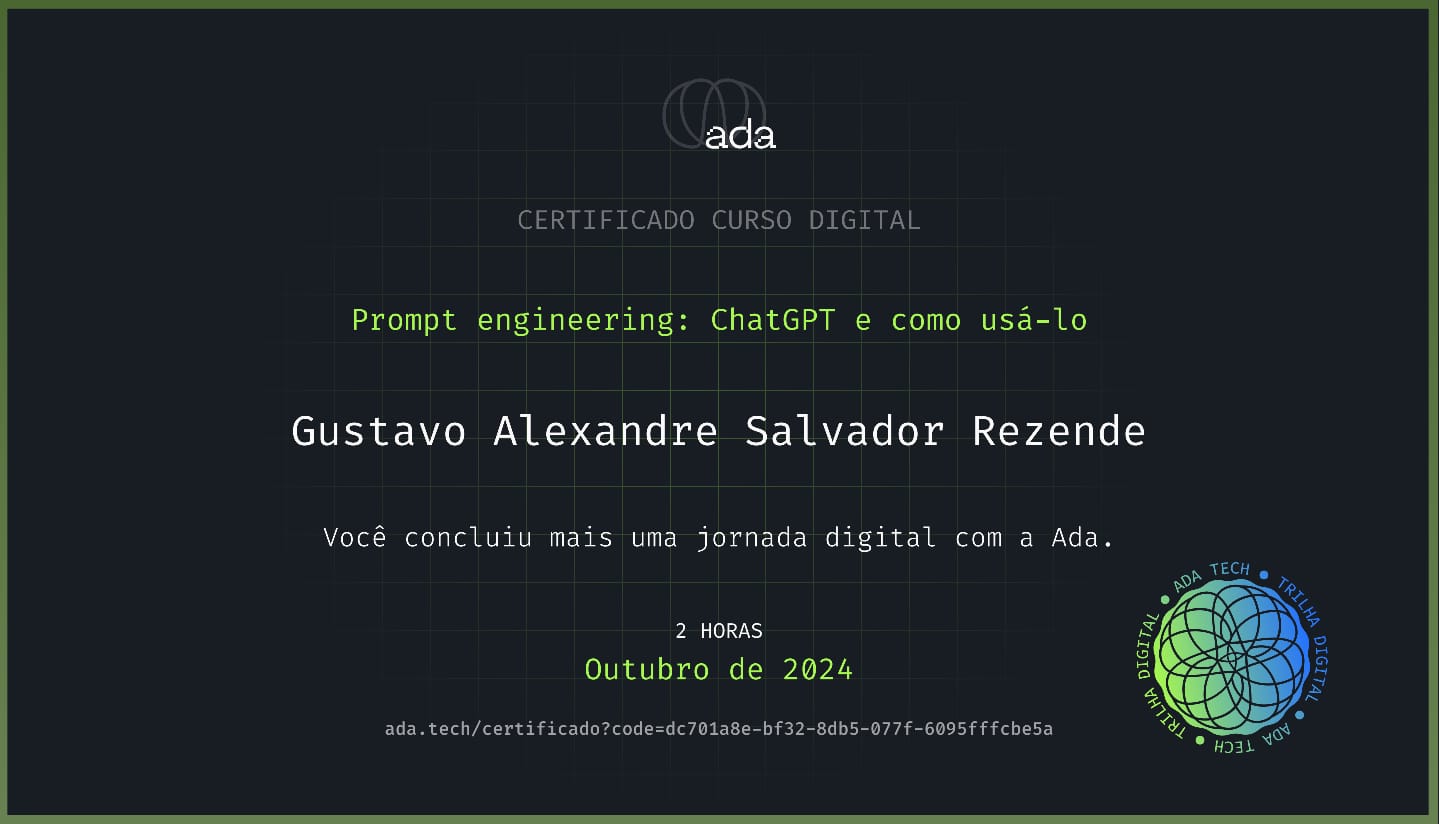 ada
CERTIFICADO CURSO DIGITAL
Prompt engineering: ChatGPT e como usá-lo
Gustavo Alexandre Salvador Rezende
Você concluiu mais uma jornada digital com a Ada.
2 HORAS
Outubro de 2024
ada.tech/certificado?code=dc701a8e-bf32-8db5-077f-6095fffcbe5a
ADA TECH • TRILHA DIGITAL • ADA TECH • TRILHA DIGITAL •